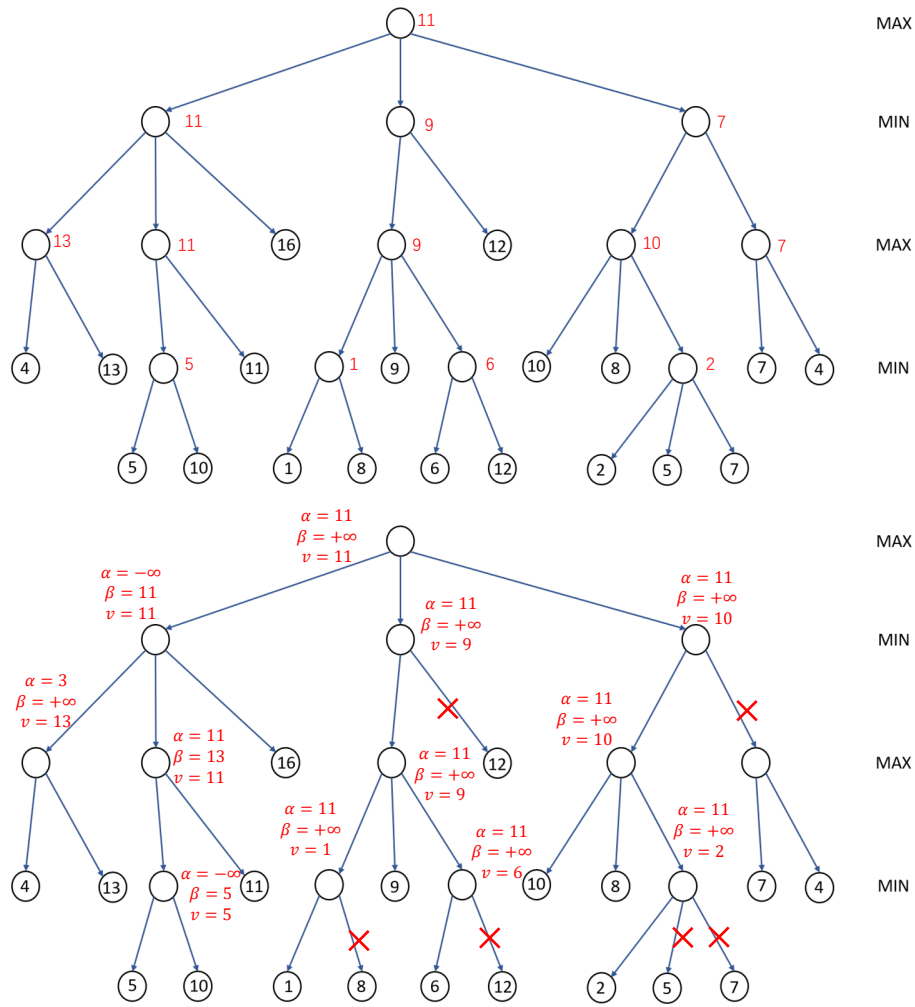 11 MAX
11 9 7 MIN
13 11 16 9 12 10 7 MAX
4 13 5 11 1 9 6 10 8 2 7 4 MIN
5 10 1 8 6 12 2 5 7
α = 11
β = +∞
v = 11
MAX
α = −∞
β = 11
v = 11
α = 11
β = +∞
v = 9
α = 11
β = +∞
v = 10
MIN
α = 3
β = +∞
v = 13
α = 11
β = 13
v = 11
16
α = 11
β = +∞
v = 9
12
α = 11
β = +∞
v = 10
MAX
α = −∞
β = 5
v = 5
α = 11
β = +∞
v = 1
α = 11
β = +∞
v = 6
α = 11
β = +∞
v = 2
4 13 11 9 10 8 7 4 MIN
5 10 1 8 6 12 2 5 7